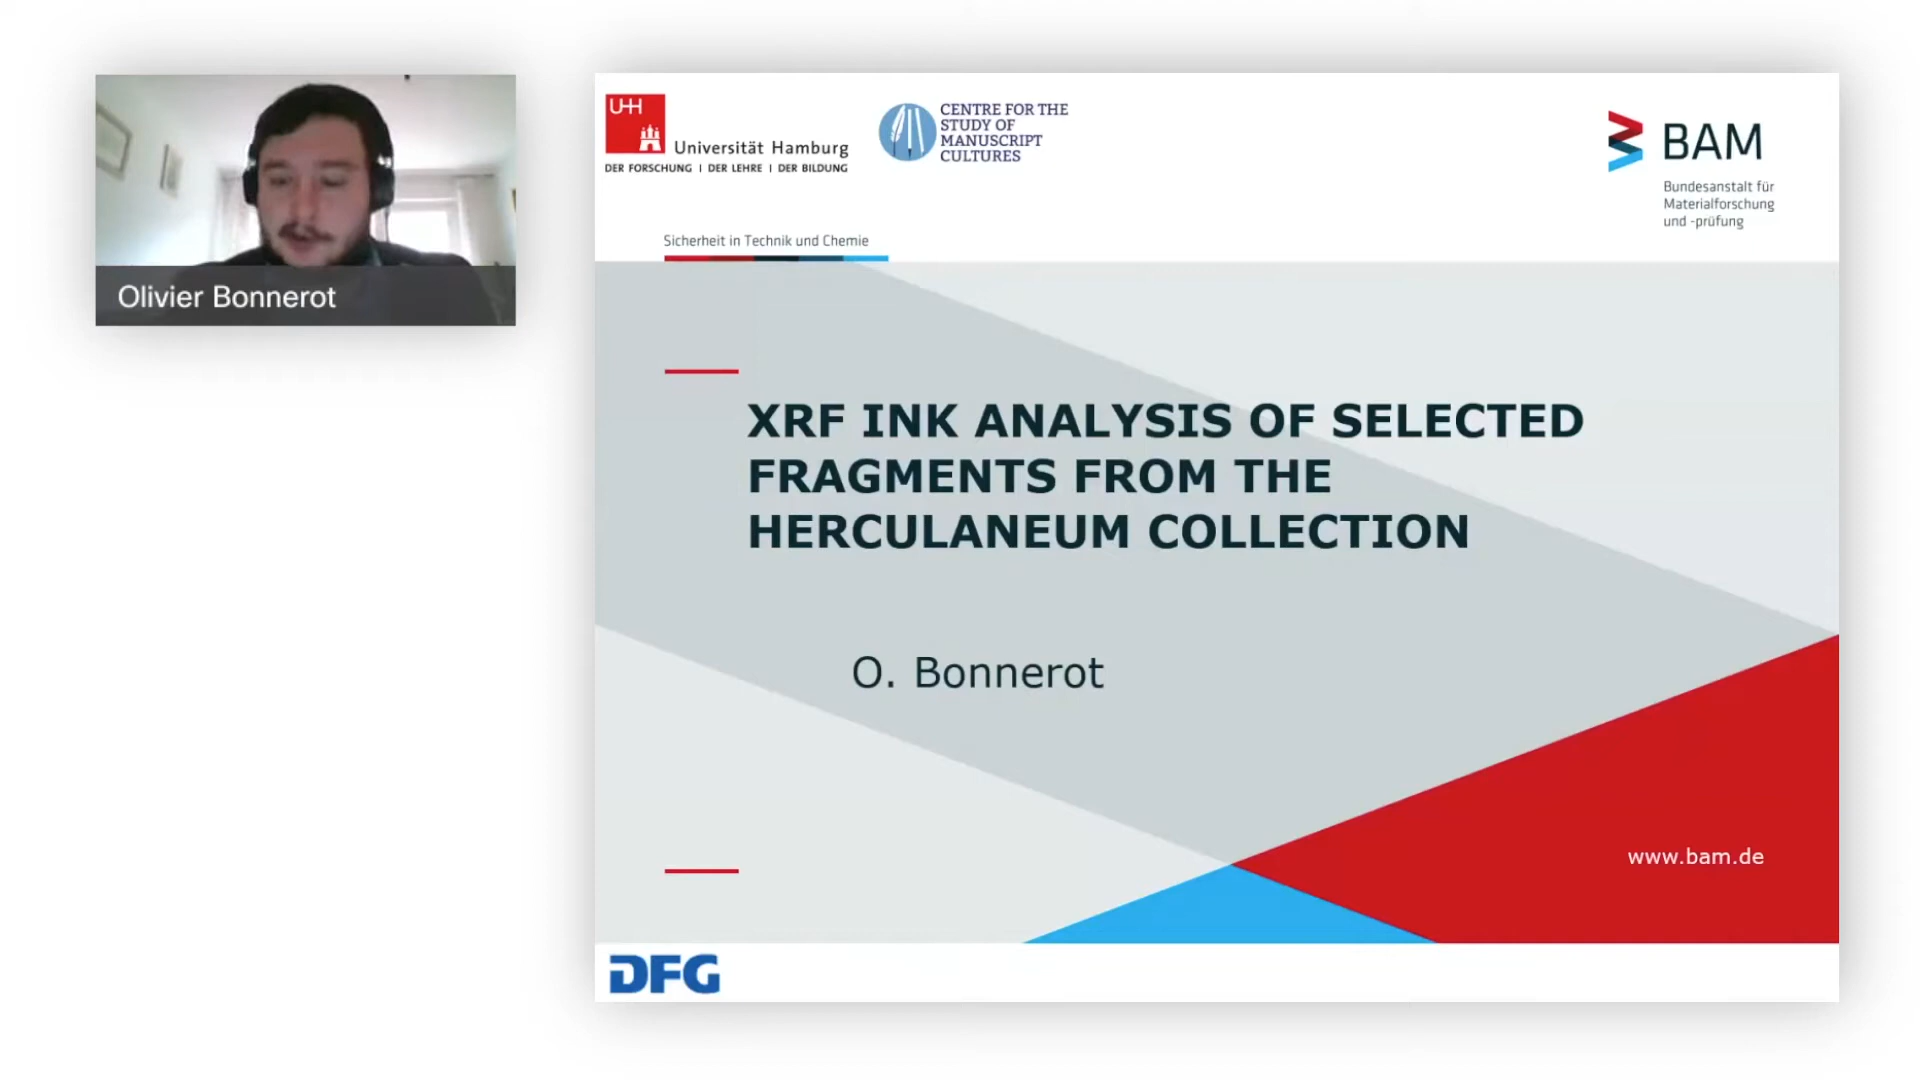 Olivier Bonnerot
UHH
Universität Hamburg
DER FORSCHUNG | DER LEHRE | DER BILDUNG
CENTRE FOR THE
STUDY OF
MANUSCRIPT
CULTURES
BAM
Bundesanstalt für
Materialforschung
und -prüfung
Sicherheit in Technik und Chemie
XRF INK ANALYSIS OF SELECTED
FRAGMENTS FROM THE
HERCULANEUM COLLECTION
O. Bonnerot
www.bam.de
DFG